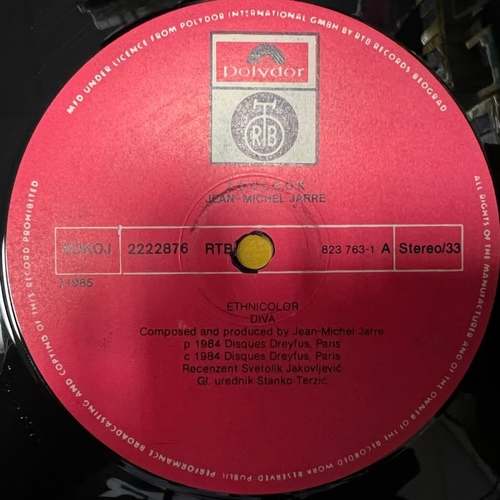 MFD UNDER LICENCE FROM POLYDOR INTERNATIONAL GMBH BY RTB RECORDS BEOGRAD
Polydor
RTB
ZOOLOOK
JEAN-MICHEL JARRE
SOKOJ 2222876 RTB 823 763-1 A Stereo/33
1985
ETHNICOLOR
DIVA
Composed and produced by Jean-Michel Jarre
p 1984 Disques Dreyfus, Paris
c 1984 Disques Dreyfus, Paris
Recenzent Svetolik Jakovljević
Gl. urednik Stanko Terzić
ALL RIGHTS OF THE MANUFACTURER AND OF THE OWNER OF THE RECORDED WORK RESERVED PUBLIC PERFORMANCE BROADCASTING AND COPYING OF THIS RECORD PROHIBITED